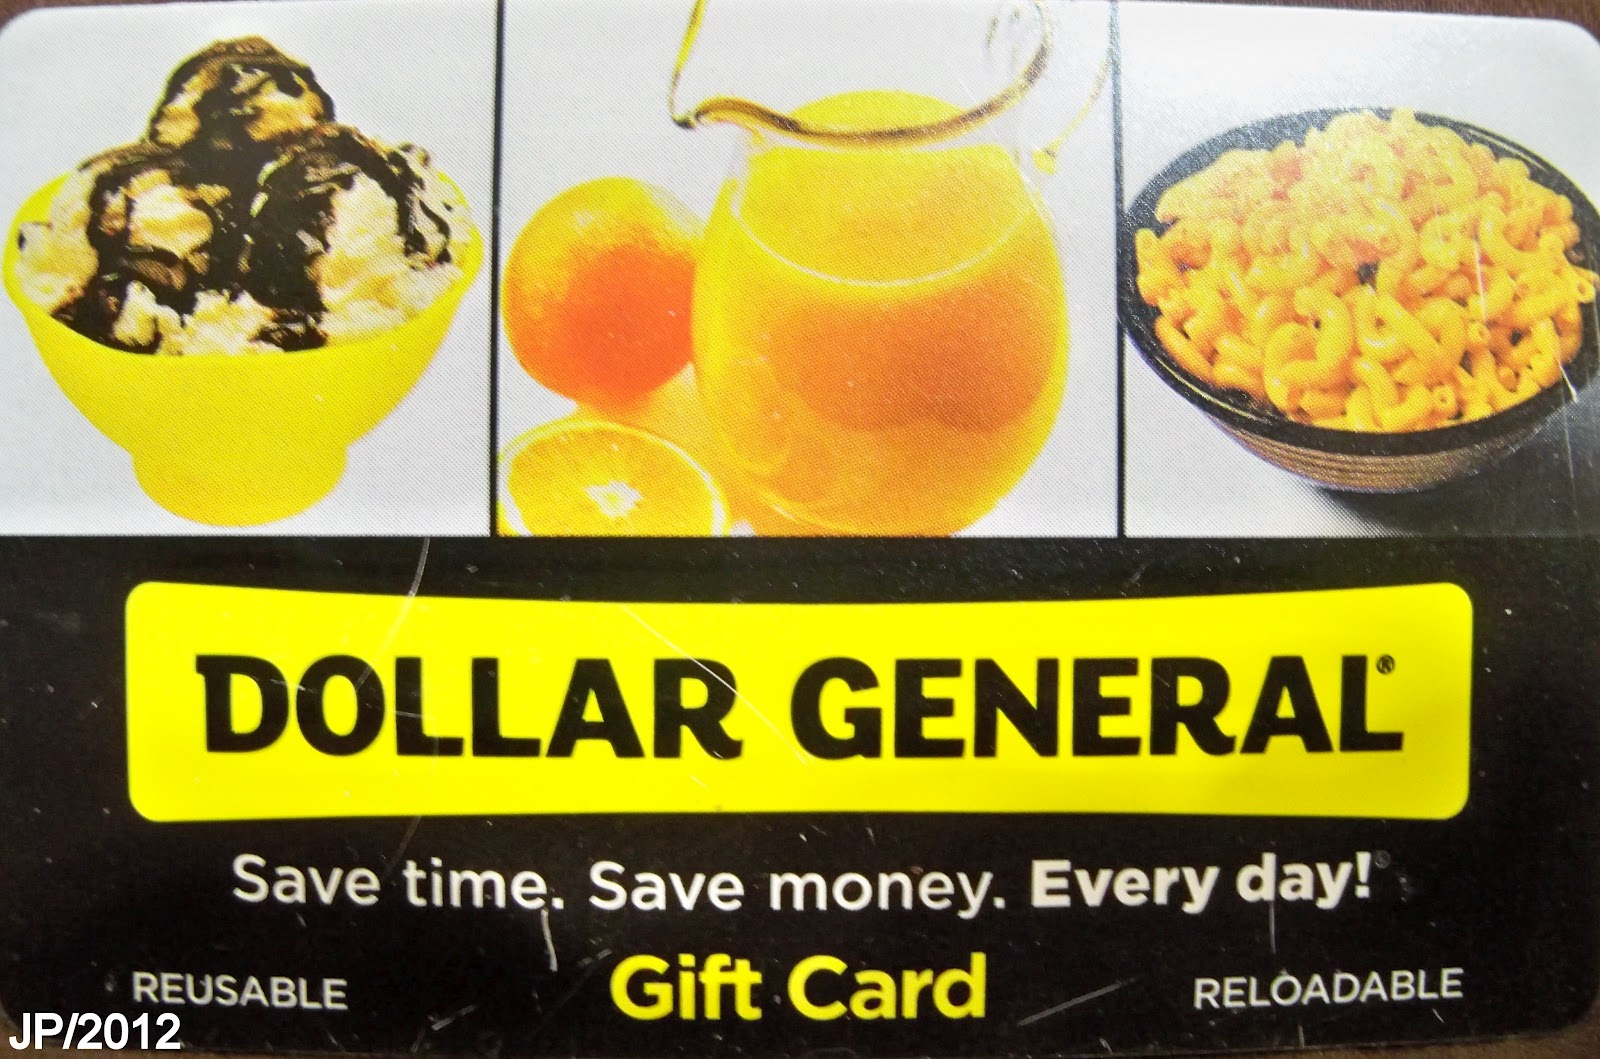 DOLLAR GENERAL®
Save time. Save money. Every day!®
REUSABLE Gift Card RELOADABLE
JP/2012